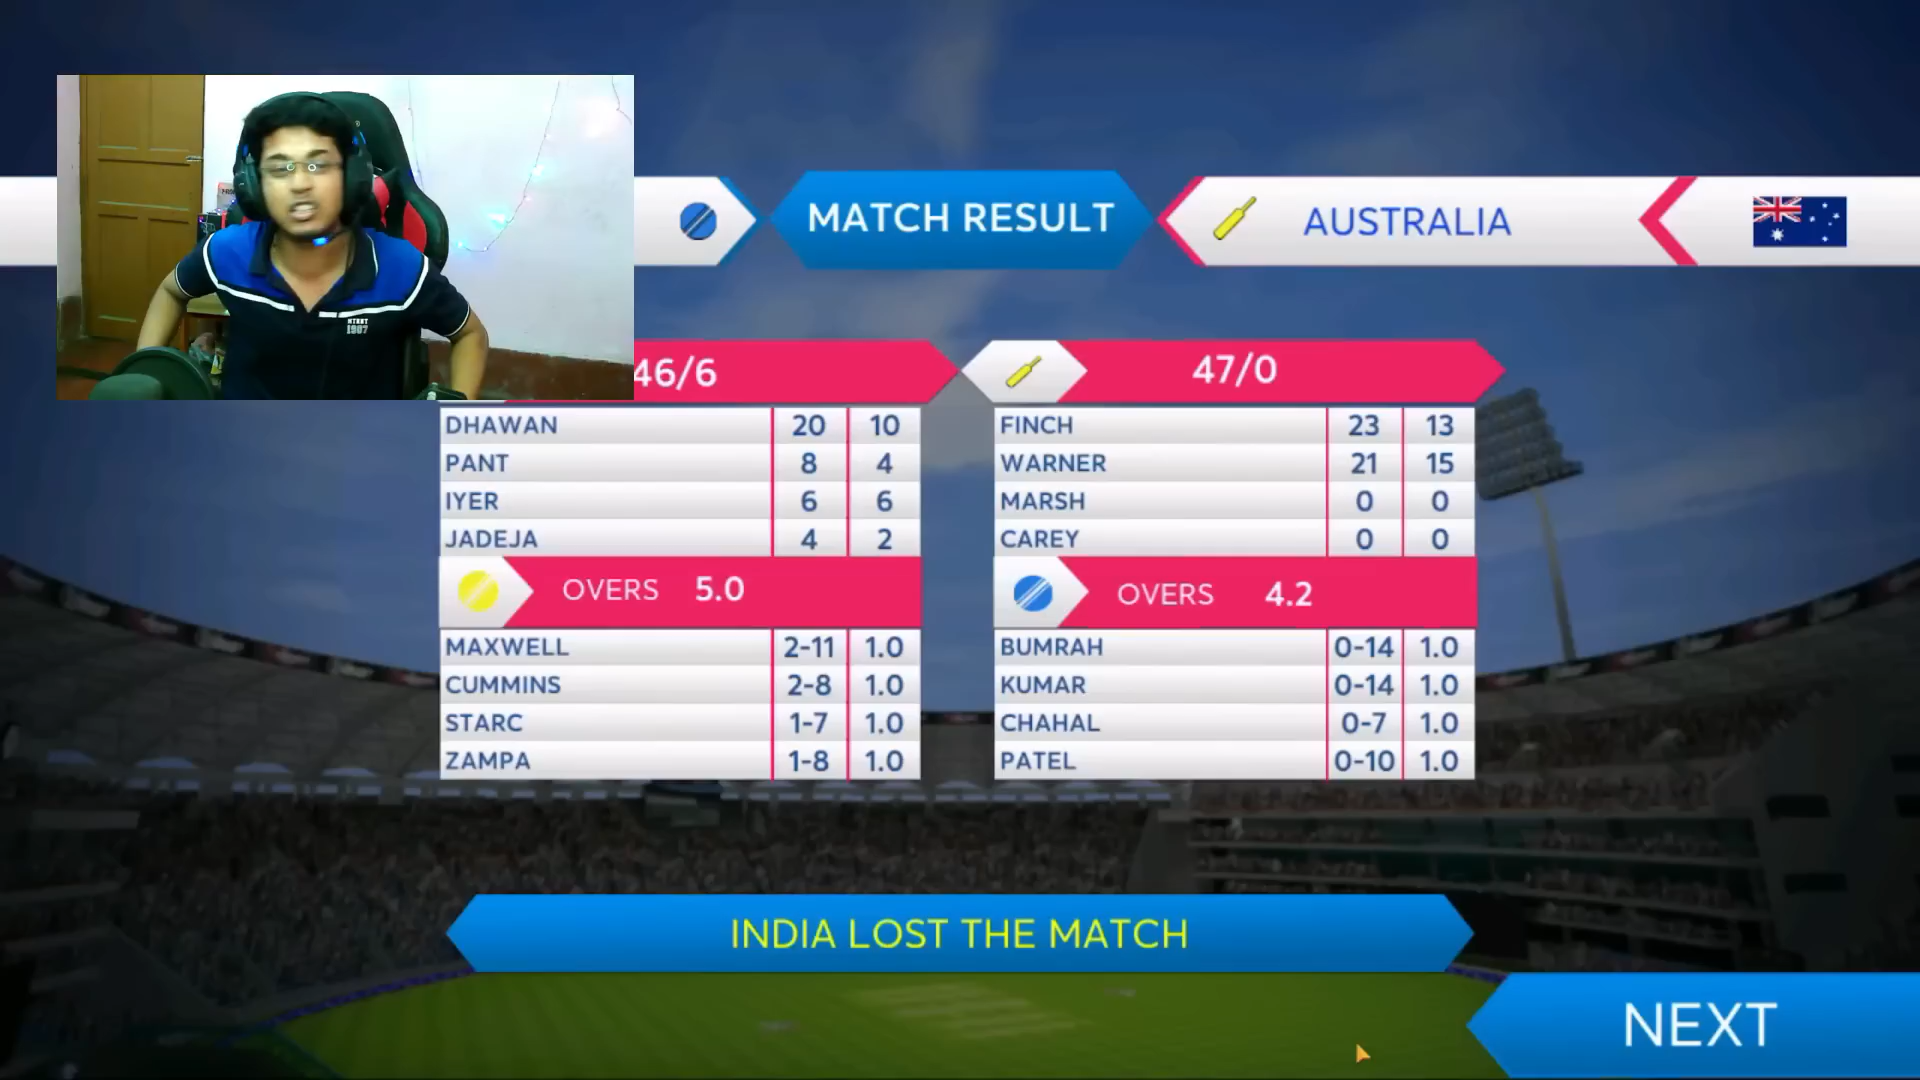 MATCH RESULT
AUSTRALIA
1987
46/6
47/0
DHAWAN 20 10
PANT 8 4
IYER 6 6
JADEJA 4 2
FINCH 23 13
WARNER 21 15
MARSH 0 0
CAREY 0 0
OVERS 5.0
OVERS 4.2
MAXWELL 2-11 1.0
CUMMINS 2-8 1.0
STARC 1-7 1.0
ZAMPA 1-8 1.0
BUMRAH 0-14 1.0
KUMAR 0-14 1.0
CHAHAL 0-7 1.0
PATEL 0-10 1.0
INDIA LOST THE MATCH
NEXT